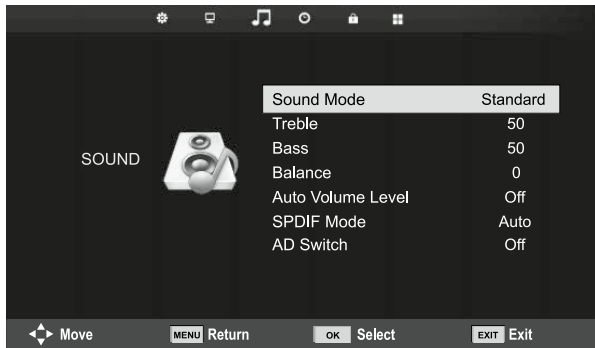 SOUND
Sound Mode Standard
Treble 50
Bass 50
Balance 0
Auto Volume Level Off
SPDIF Mode Auto
AD Switch Off
Move MENU Return OK Select EXIT Exit